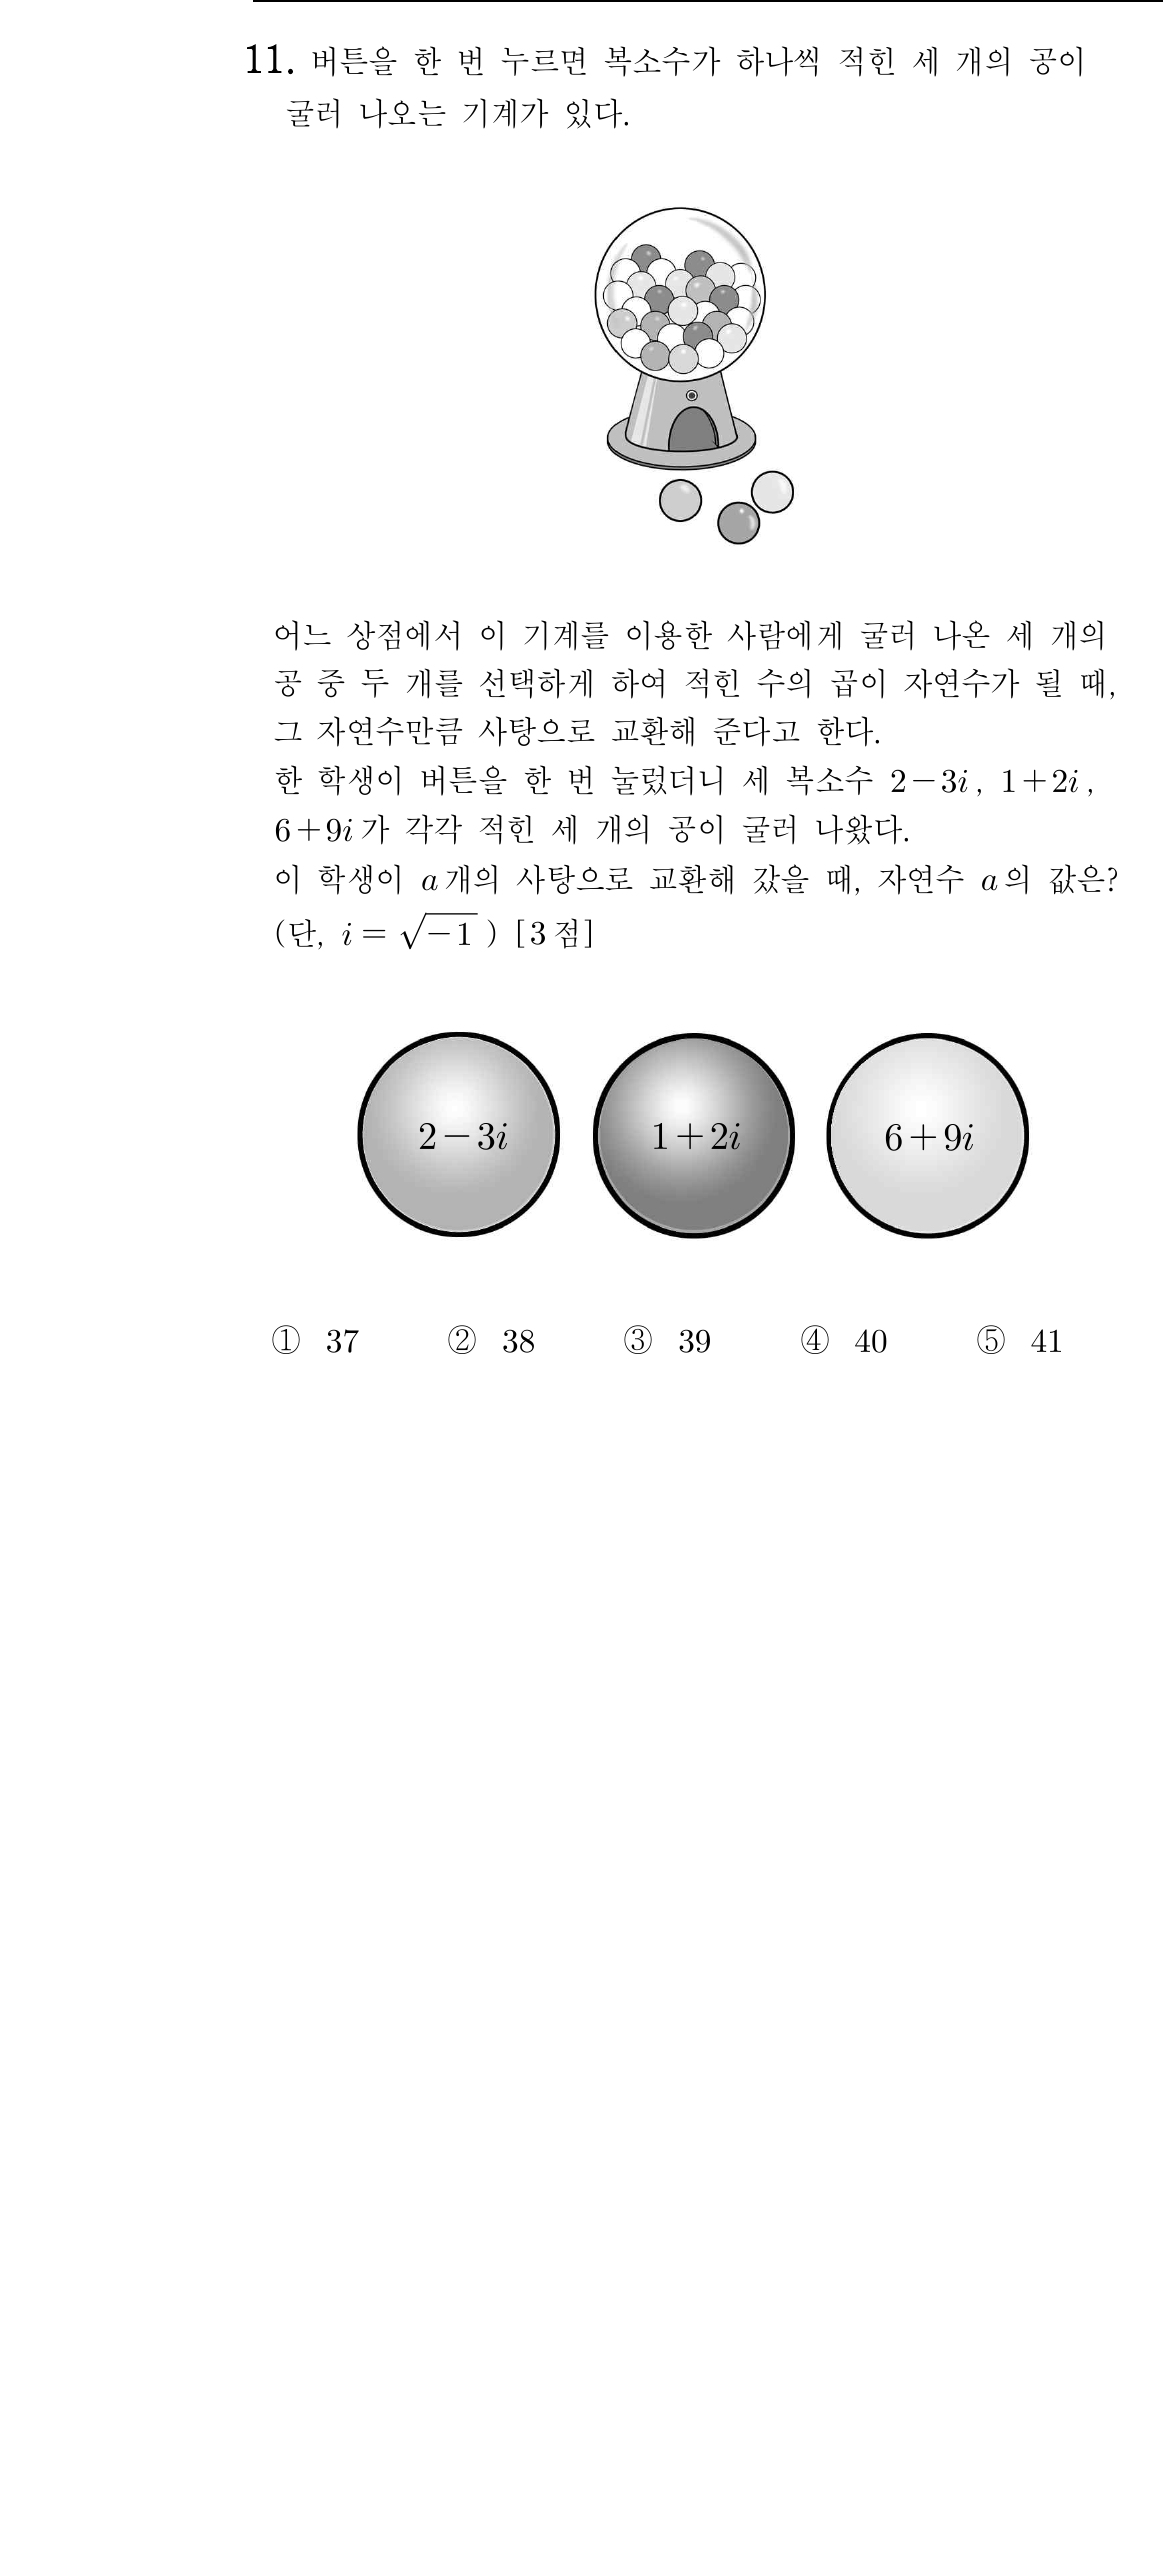 11. 버튼을 한 번 누르면 복소수가 하나씩 적힌 세 개의 공이
굴러 나오는 기계가 있다.
어느 상점에서 이 기계를 이용한 사람에게 굴러 나온 세 개의
공 중 두 개를 선택하게 하여 적힌 수의 곱이 자연수가 될 때,
그 자연수만큼 사탕으로 교환해 준다고 한다.
한 학생이 버튼을 한 번 눌렀더니 세 복소수 2-3i, 1+2i,
6+9i가 각각 적힌 세 개의 공이 굴러 나왔다.
이 학생이 a개의 사탕으로 교환해 갔을 때, 자연수 a의 값은?
(단, i = √-1 ) [3점]
2-3i 1+2i 6+9i
① 37 ② 38 ③ 39 ④ 40 ⑤ 41